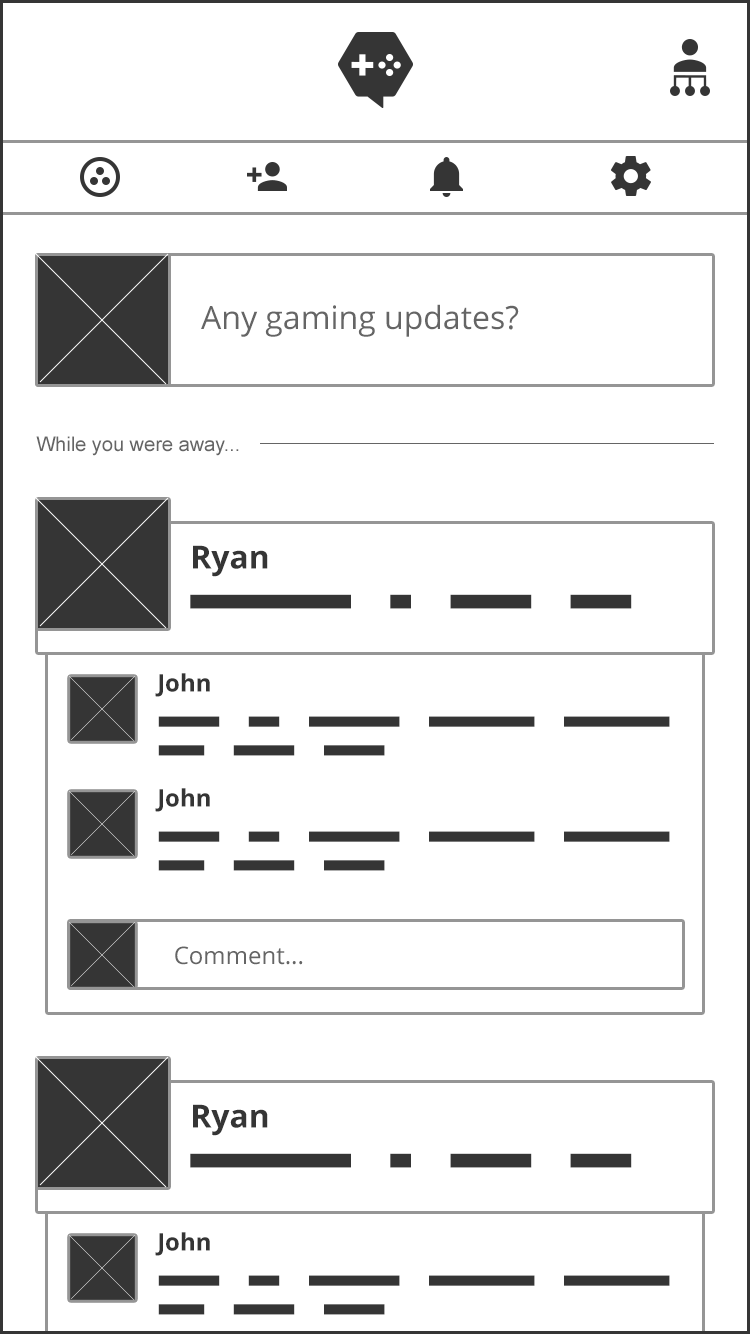 Any gaming updates?
While you were away...
Ryan
John
John
Comment...
Ryan
John